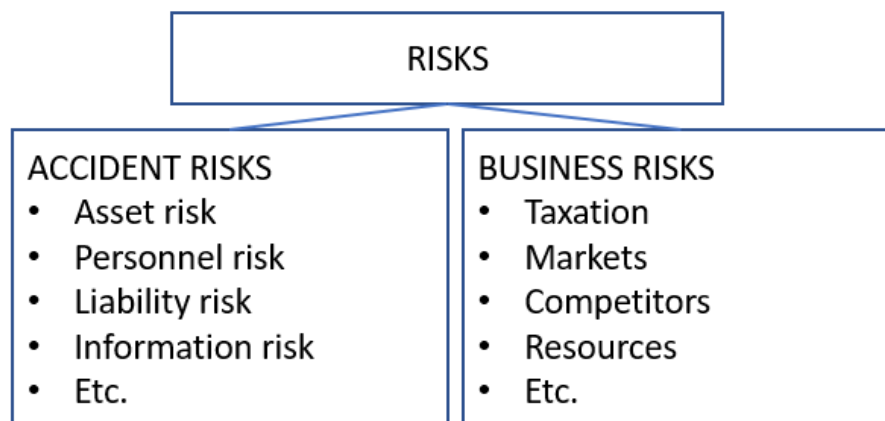 RISKS
ACCIDENT RISKS
• Asset risk
• Personnel risk
• Liability risk
• Information risk
• Etc.
BUSINESS RISKS
• Taxation
• Markets
• Competitors
• Resources
• Etc.